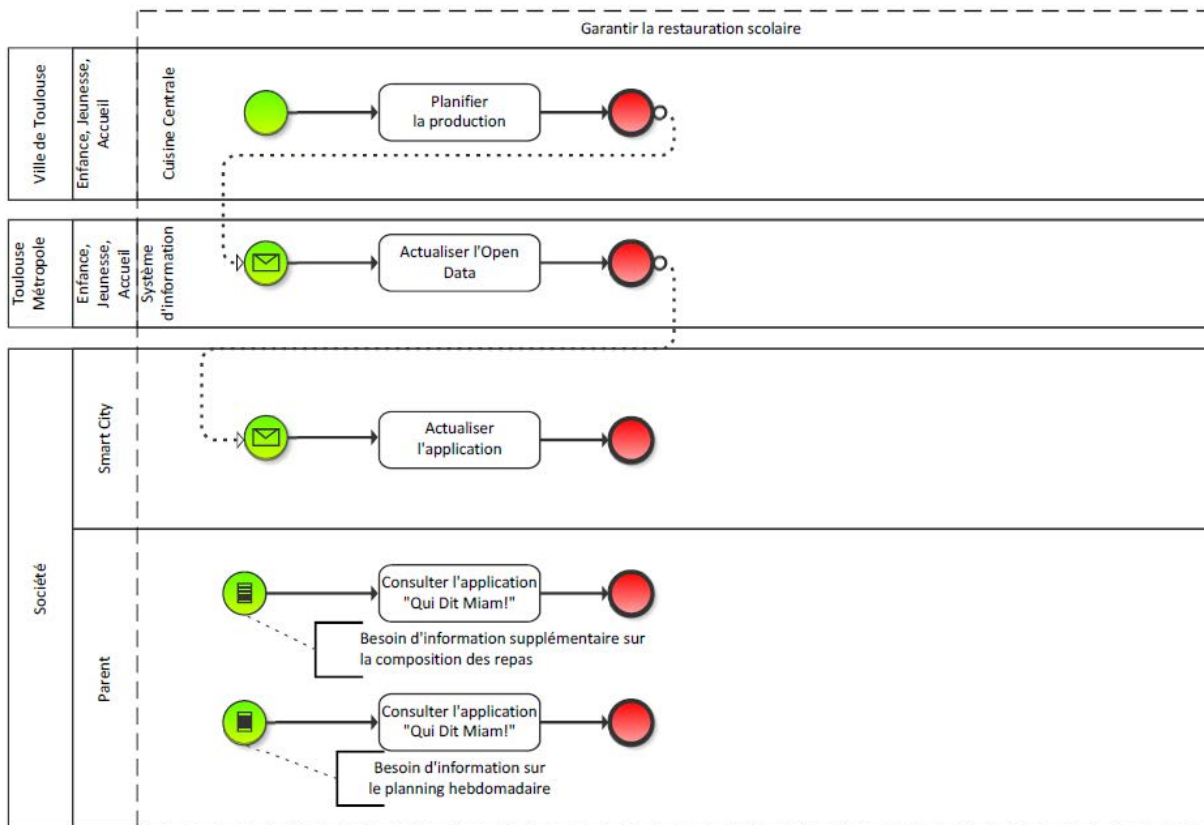 Garantir la restauration scolaire
Ville de Toulouse
Enfance, Jeunesse,
Accueil
Cuisine Centrale
Planifier
la production
Toulouse
Métropole
Enfance,
Jeunesse,
Accueil
Système
d'information
Actualiser l'Open
Data
Société
Smart City
Actualiser
l'application
Parent
Consulter l'application
"Qui Dit Miam!"
Besoin d'information supplémentaire sur
la composition des repas
Consulter l'application
"Qui Dit Miam!"
Besoin d'information sur
le planning hebdomadaire